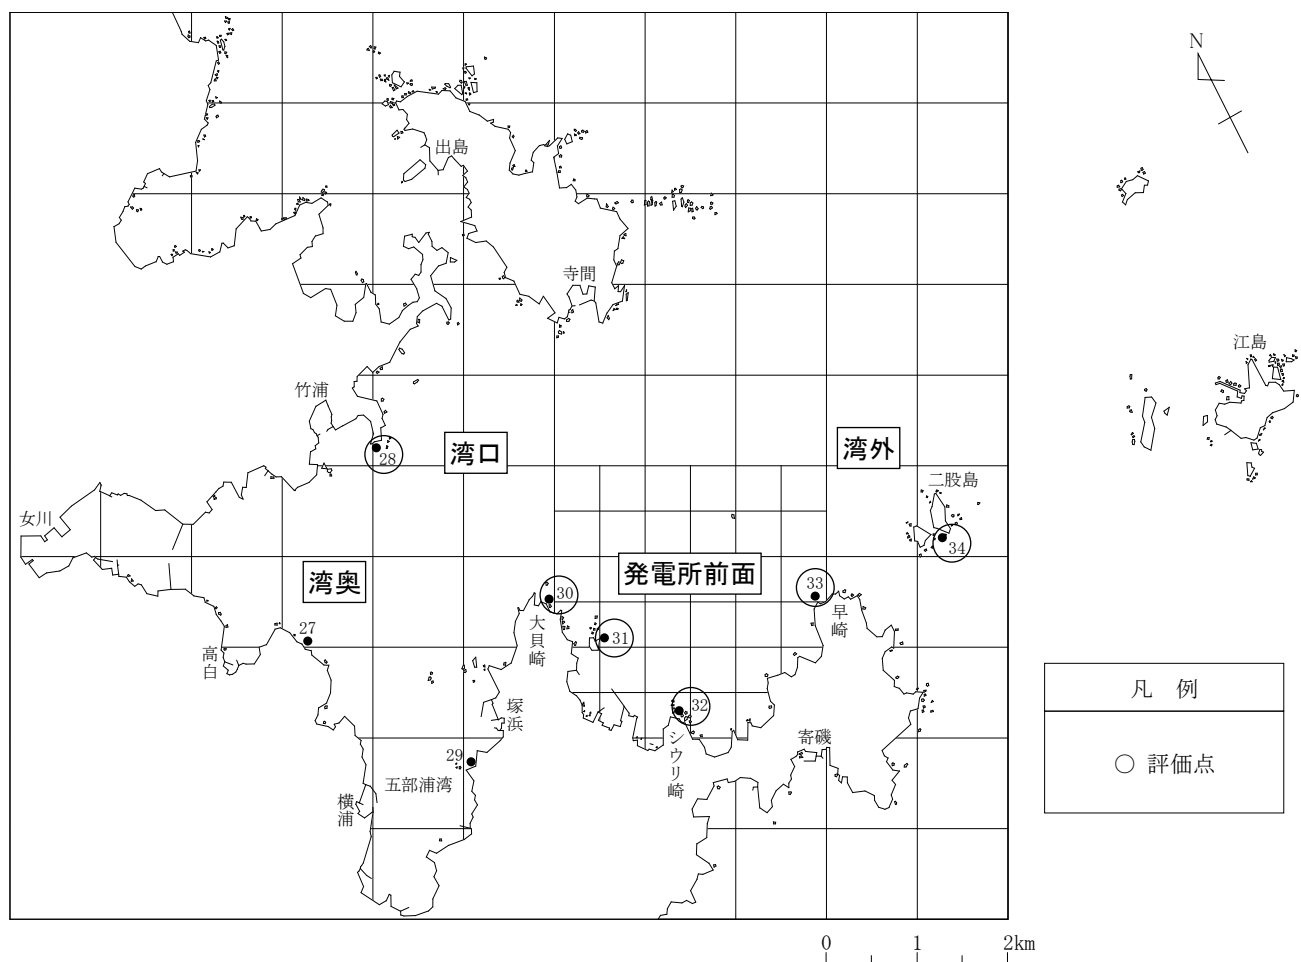 N
出島
寺間
江島
竹浦
28
湾口
湾外
二股島
34
女川
湾奥
発電所前面
27
高白
30
大貝崎
31
33
早崎
32
シウリ崎
塚浜
29
五部浦湾
横浦
寄磯
凡 例
○ 評価点
0 1 2km